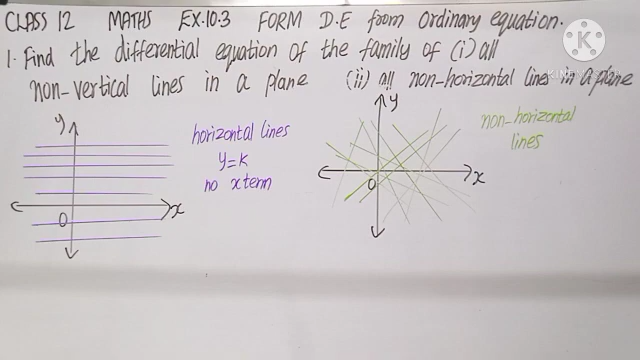 CLASS 12 MATHS EX.10.3 FORM D.E from Ordinary equation.
1. Find the differential equation of the family of (i) all
non-vertical lines in a plane (ii) all non-horizontal lines in a plane
y
horizontal lines
y=k
no x term
0
x
y
non-horizontal
lines
0
x
K